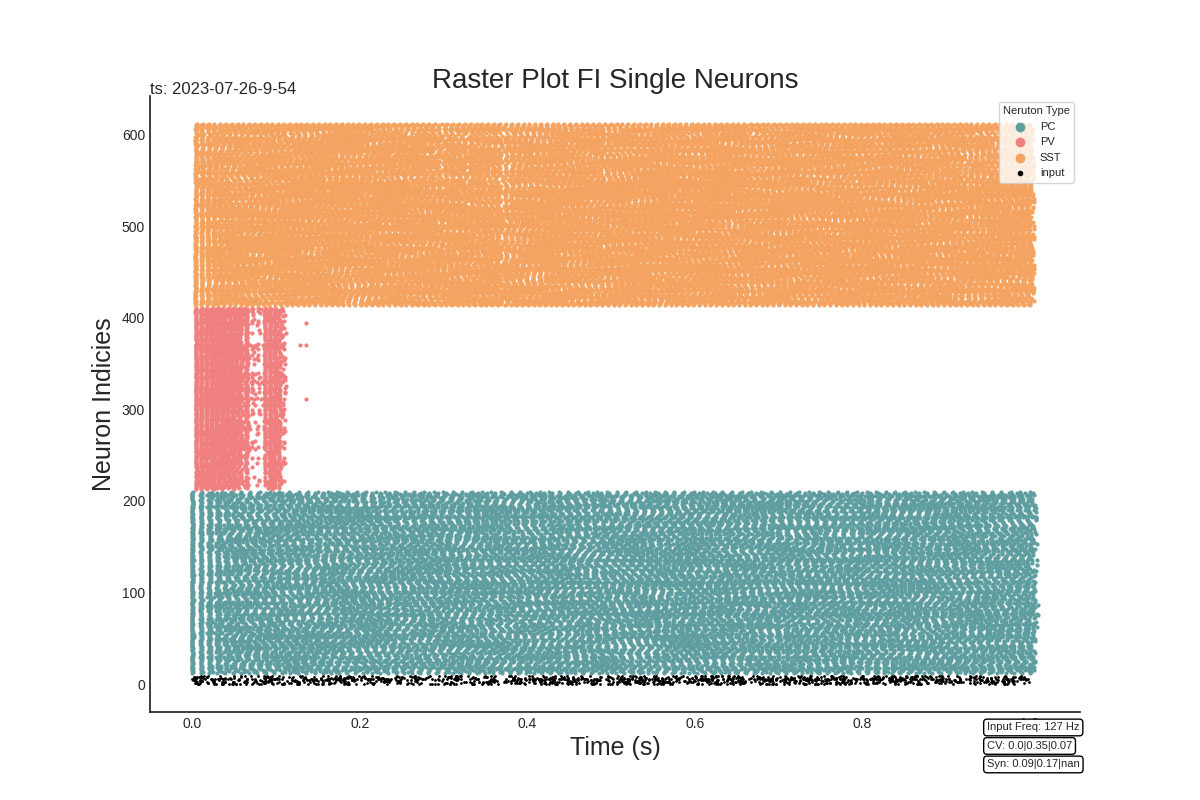 Raster Plot FI Single Neurons
ts: 2023-07-26-9-54
Neruton Type
PC
PV
SST
input
600
500
400
300
200
100
0
Neuron Indicies
0.0
0.2
0.4
0.6
0.8
Time (s)
Input Freq: 127 Hz
CV: 0.0|0.35|0.07
Syn: 0.09|0.17|nan